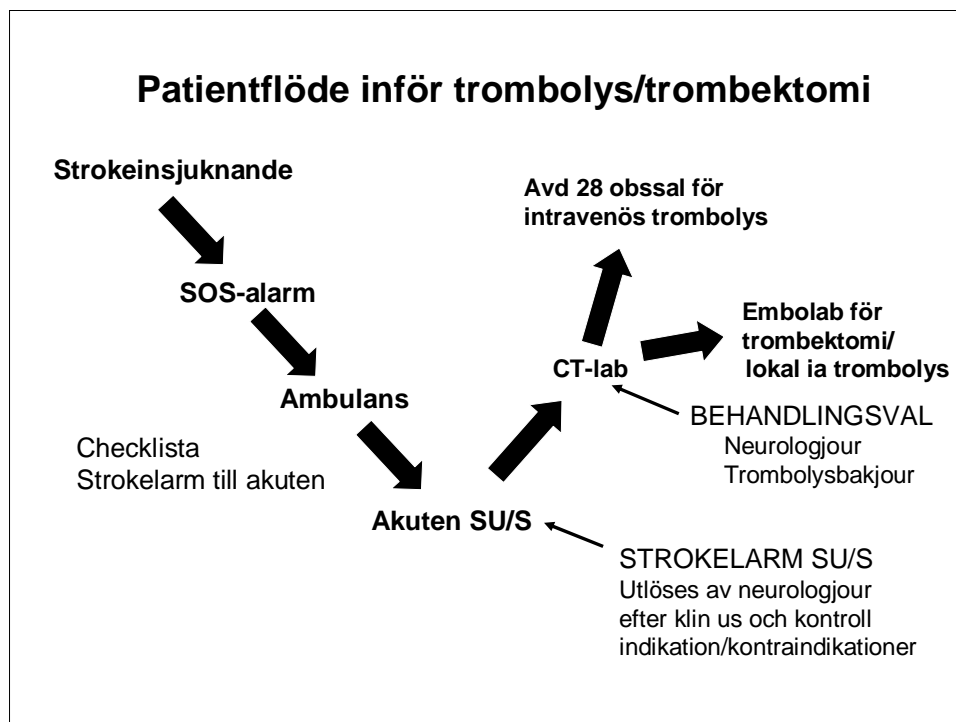 Patientflöde inför trombolys/trombektomi
Strokeinsjuknande
SOS-alarm
Ambulans
Checklista
Strokelarm till akuten
Akuten SU/S
STROKELARM SU/S
Utlöses av neurologjour
efter klin us och kontroll
indikation/kontraindikationer
CT-lab
BEHANDLINGSVAL
Neurologjour
Trombolysbakjour
Avd 28 obssal för
intravenös trombolys
Embolab för
trombektomi/
lokal ia trombolys